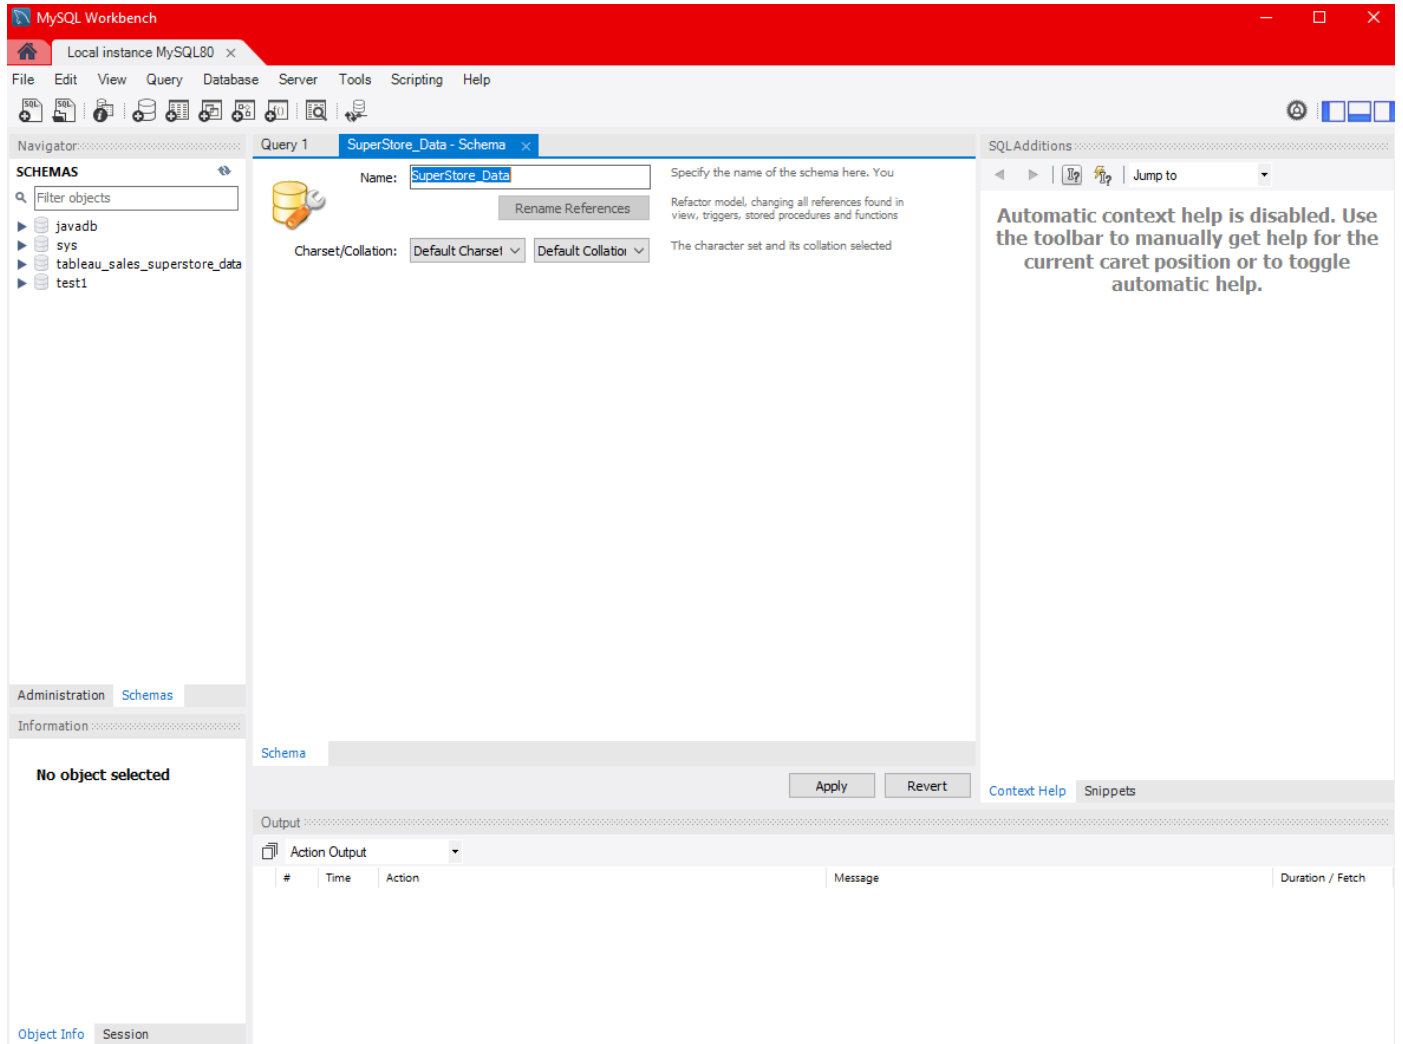 MySQL Workbench
Local instance MySQL80
File Edit View Query Database Server Tools Scripting Help
Navigator
SCHEMAS
Filter objects
javadb
sys
tableau_sales_superstore_data
test1
Administration Schemas
Information
No object selected
Object Info Session
Query 1 SuperStore_Data - Schema
Name: SuperStore_Data
Specify the name of the schema here. You
Rename References
Refactor model, changing all references found in
view, triggers, stored procedures and functions
Charset/Collation: Default Charset Default Collation
The character set and its collation selected
Schema
Apply Revert
SQLAdditions
Jump to
Automatic context help is disabled. Use
the toolbar to manually get help for the
current caret position or to toggle
automatic help.
Context Help Snippets
Output
Action Output
# Time Action Message Duration / Fetch